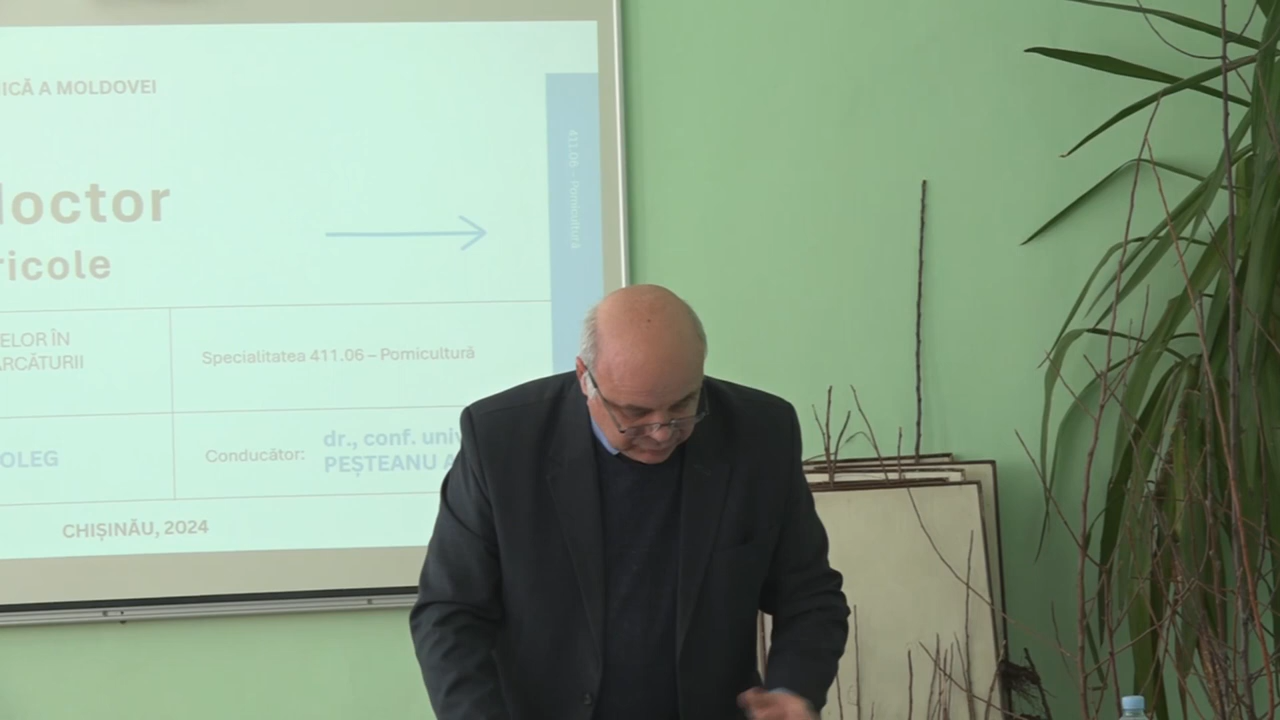 ICĂ A MOLDOVEI
doctor
ricole
411.06 – Pomicultură
ELOR ÎN
ARCĂTURII
Specialitatea 411.06 – Pomicultură
OLEG
Conducător:
dr., conf. univ
PEȘTEANU A
CHIȘINĂU, 2024